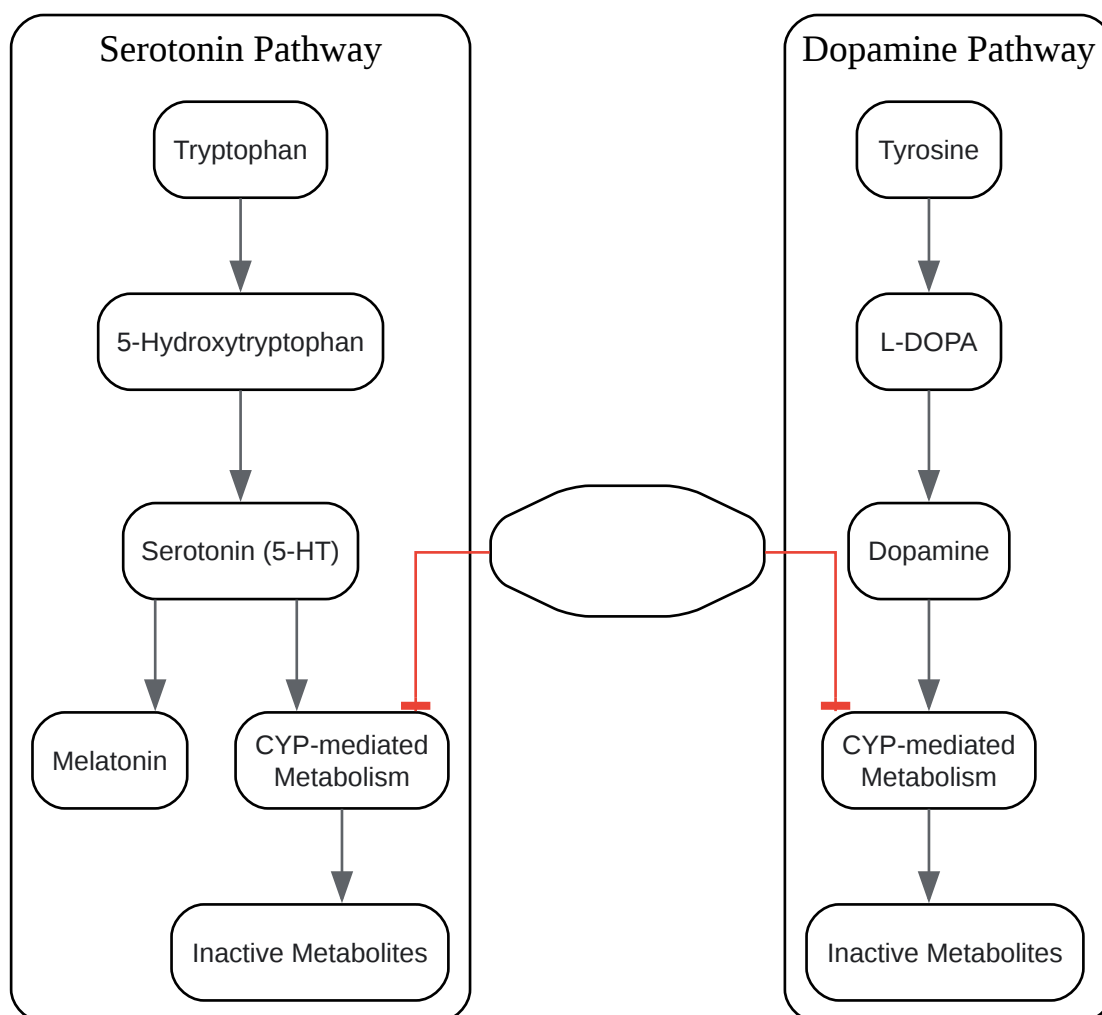 Serotonin Pathway
Tryptophan
5-Hydroxytryptophan
Serotonin (5-HT)
Melatonin
CYP-mediated
Metabolism
Inactive Metabolites
Dopamine Pathway
Tyrosine
L-DOPA
Dopamine
CYP-mediated
Metabolism
Inactive Metabolites